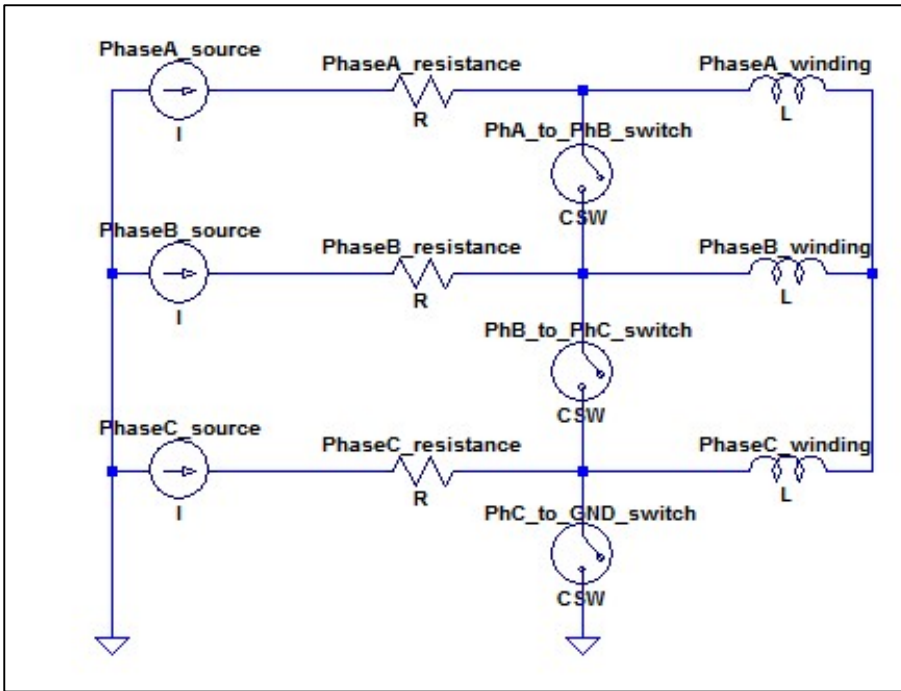 PhaseA_source
PhaseA_resistance
PhaseA_winding
I
R
L
PhA_to_PhB_switch
CSW
PhaseB_source
PhaseB_resistance
PhaseB_winding
I
R
L
PhB_to_PhC_switch
CSW
PhaseC_source
PhaseC_resistance
PhaseC_winding
I
R
L
PhC_to_GND_switch
CSW